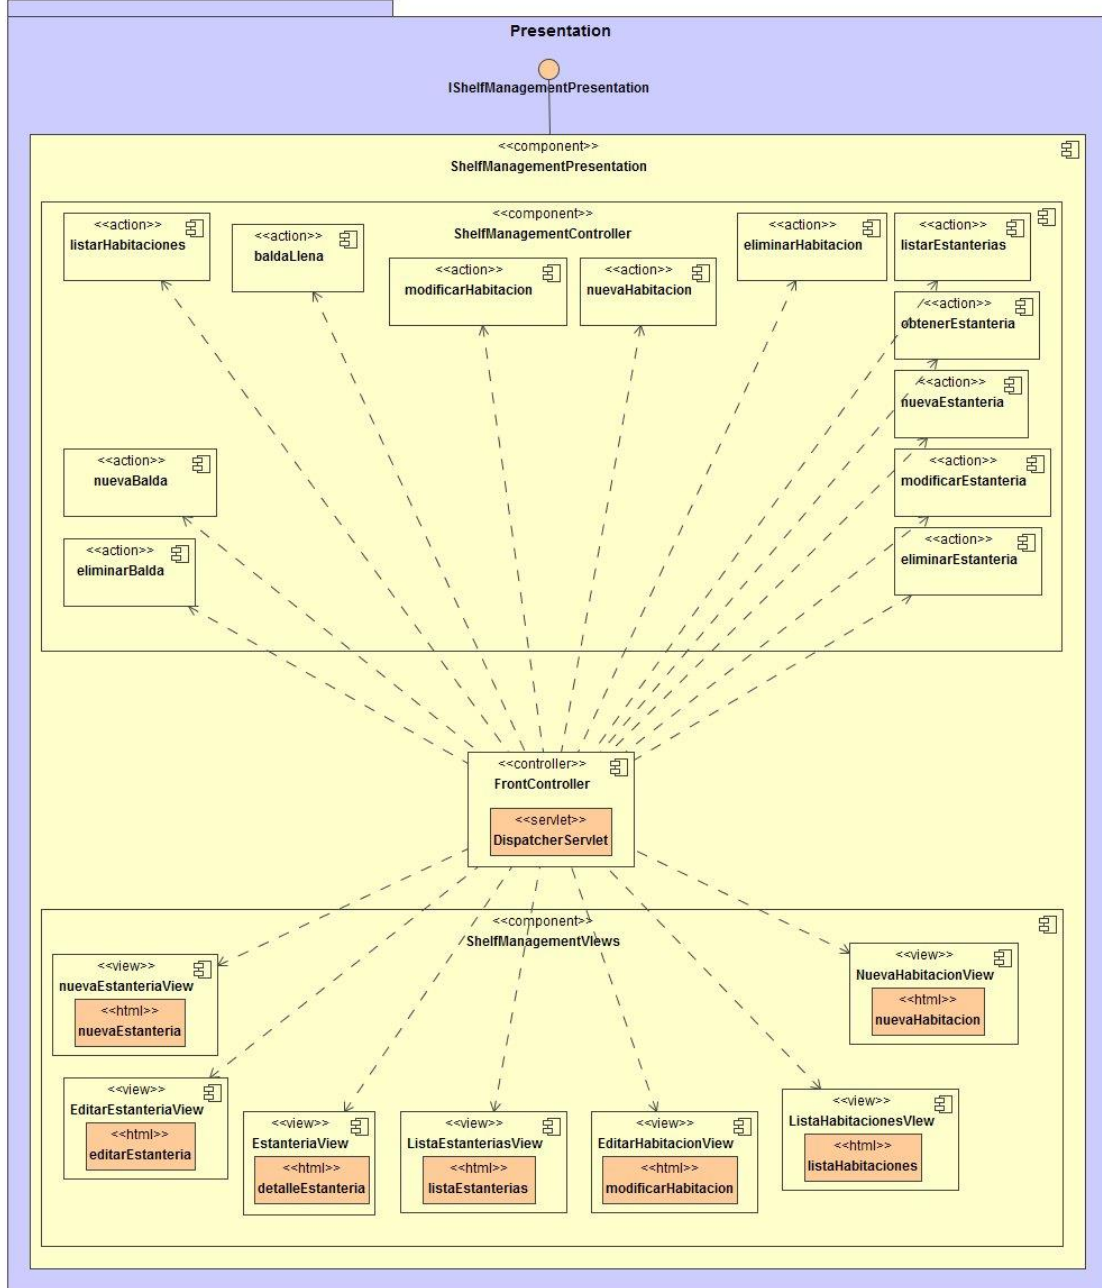 Presentation
IShelfManagementPresentation
<<component>>
ShelfManagementPresentation
<<component>>
ShelfManagementController
<<action>>
listarHabitaciones
<<action>>
baldaLlena
<<action>>
modificarHabitacion
<<action>>
nuevaHabitacion
<<action>>
eliminarHabitacion
<<action>>
listarEstanterias
<<action>>
obtenerEstanteria
<<action>>
nuevaEstanteria
<<action>>
nuevaBalda
<<action>>
modificarEstanteria
<<action>>
eliminarBalda
<<action>>
eliminarEstanteria
<<controller>>
FrontController
<<servlet>>
DispatcherServlet
<<component>>
ShelfManagementVIews
<<view>>
nuevaEstanteriaView
<<html>>
nuevaEstanteria
<<view>>
NuevaHabitacionView
<<html>>
nuevaHabitacion
<<view>>
EditarEstanteriaView
<<html>>
editarEstanteria
<<view>>
EstanteriaView
<<html>>
detalleEstanteria
<<view>>
ListaEstanteriasView
<<html>>
listaEstanterias
<<view>>
EditarHabitacionView
<<html>>
modificarHabitacion
<<view>>
ListaHabitacionesVIew
<<html>>
listaHabitaciones